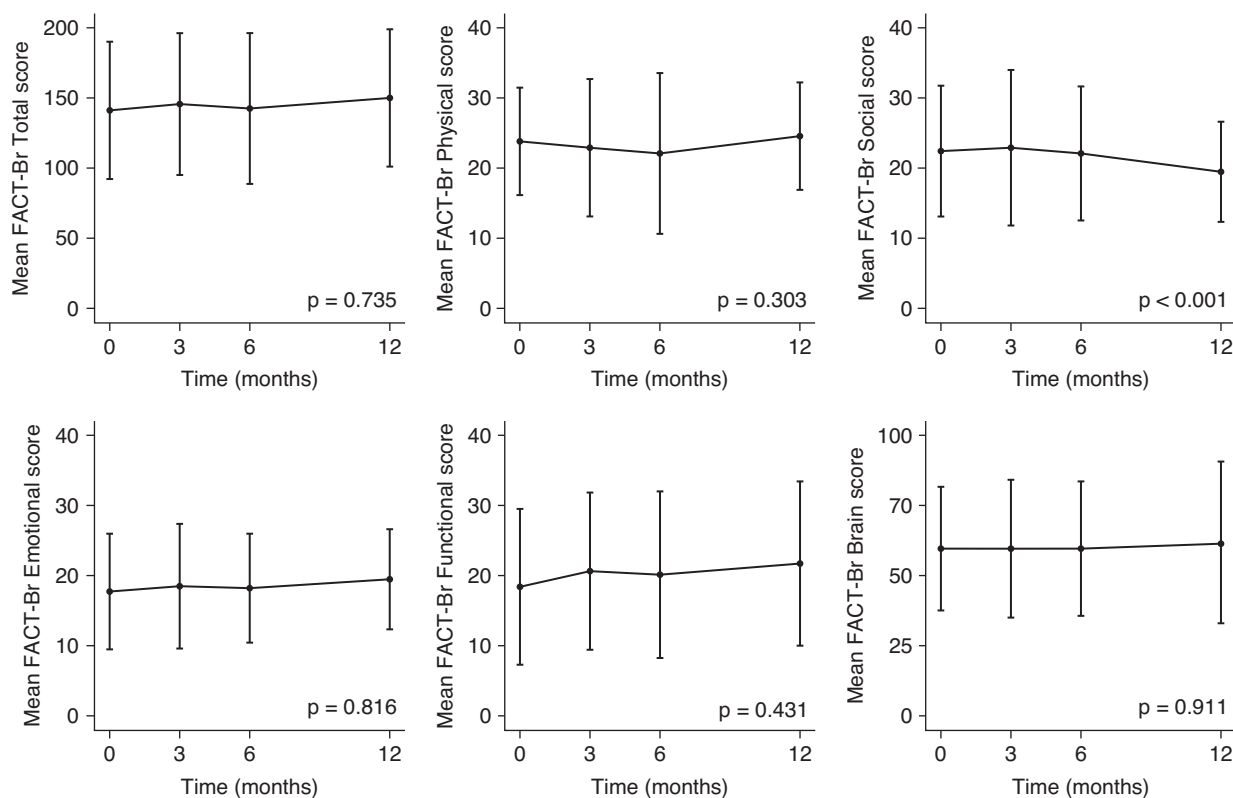 Mean FACT-Br Total score
200
150
100
50
0
p = 0.735
0 3 6 12
Time (months)
Mean FACT-Br Physical score
40
30
20
10
0
p = 0.303
0 3 6 12
Time (months)
Mean FACT-Br Social score
40
30
20
10
0
p < 0.001
0 3 6 12
Time (months)
Mean FACT-Br Emotional score
40
30
20
10
0
p = 0.816
0 3 6 12
Time (months)
Mean FACT-Br Functional score
40
30
20
10
0
p = 0.431
0 3 6 12
Time (months)
Mean FACT-Br Brain score
100
70
50
25
0
p = 0.911
0 3 6 12
Time (months)